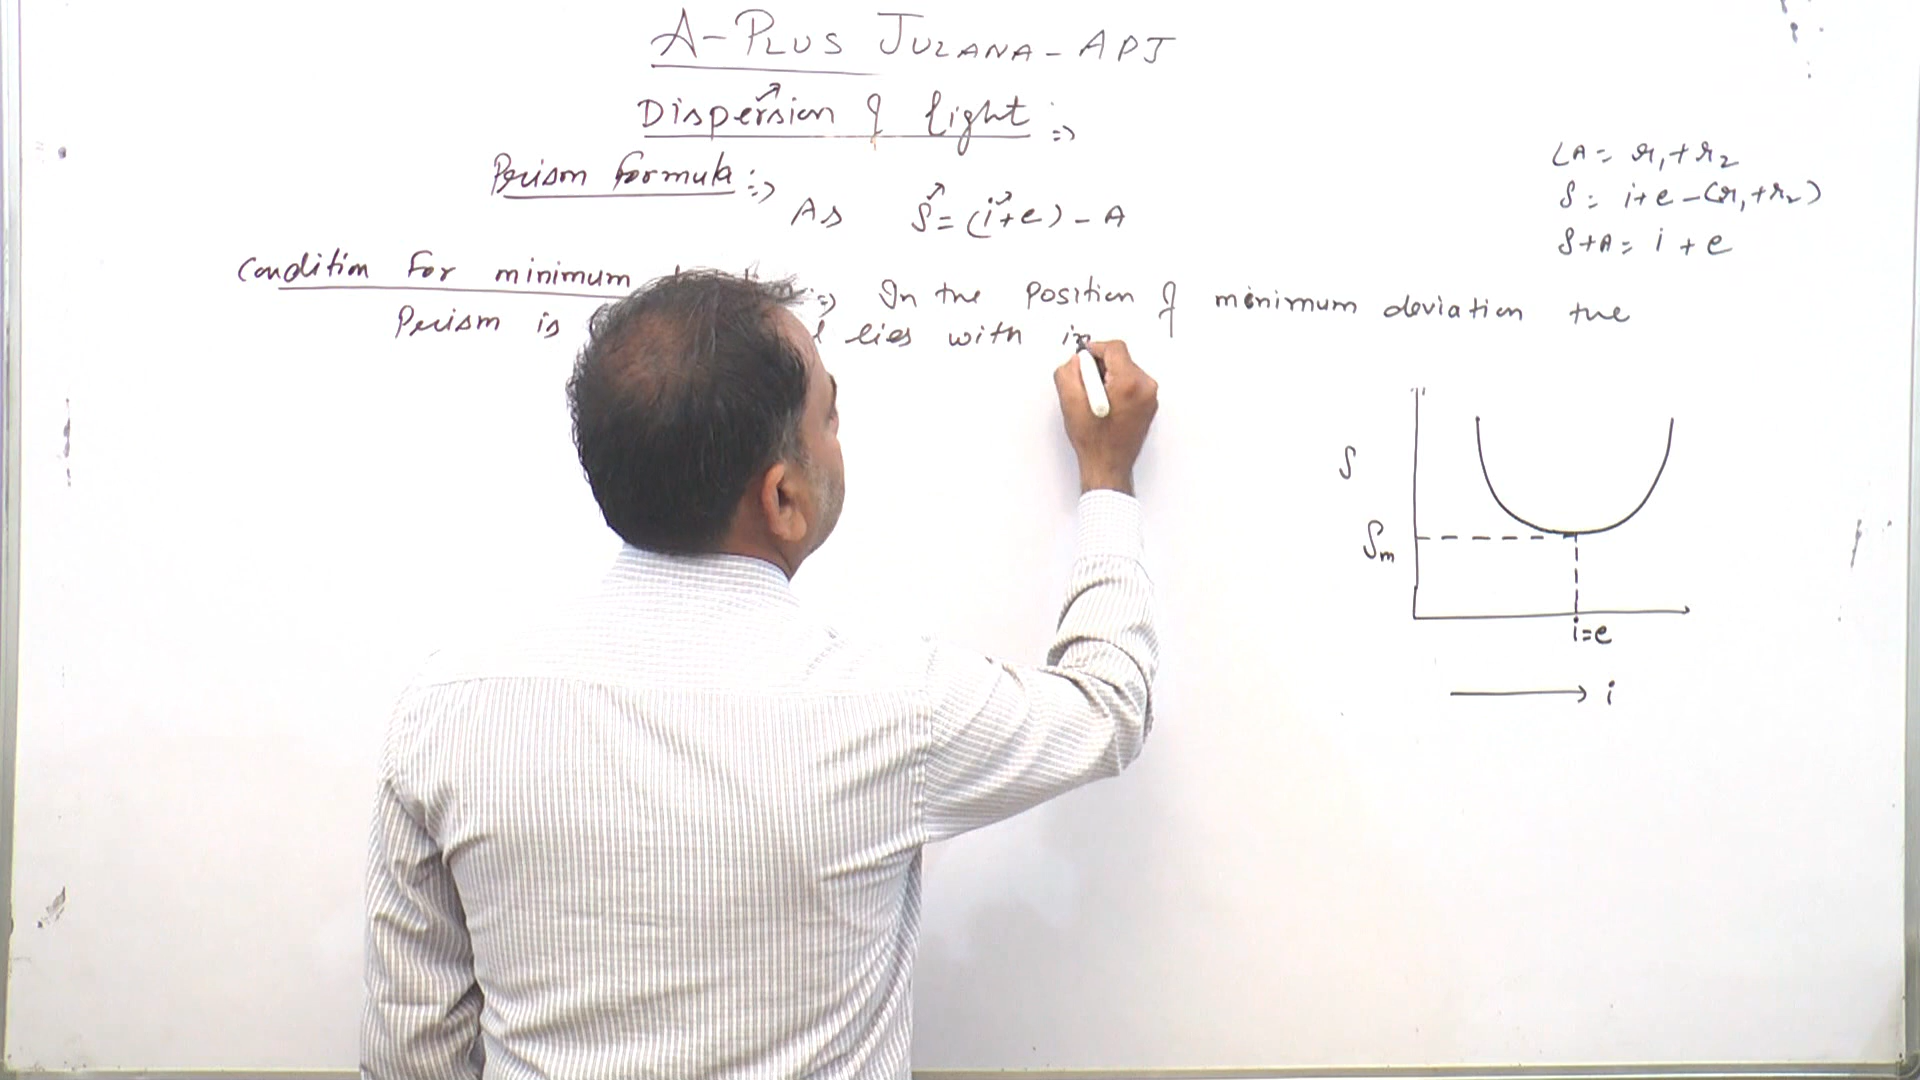 A-PLUS JULANA-APJ
Dispersion of light :⇒
Prism formula :⇒
As δ = (i+e) - A
∠A = r₁+r₂
δ = i+e-(r₁+r₂)
δ+A = i+e
Condition for minimum :⇒ In the Position of minimum deviation the
Prism is lies with in
δ
δm
i=e
→ i